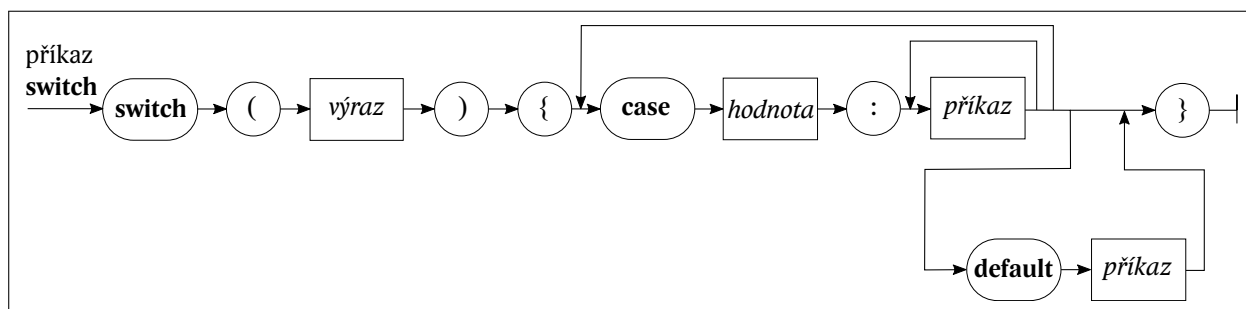 příkaz
switch
switch ( výraz ) { case hodnota : příkaz }
default příkaz